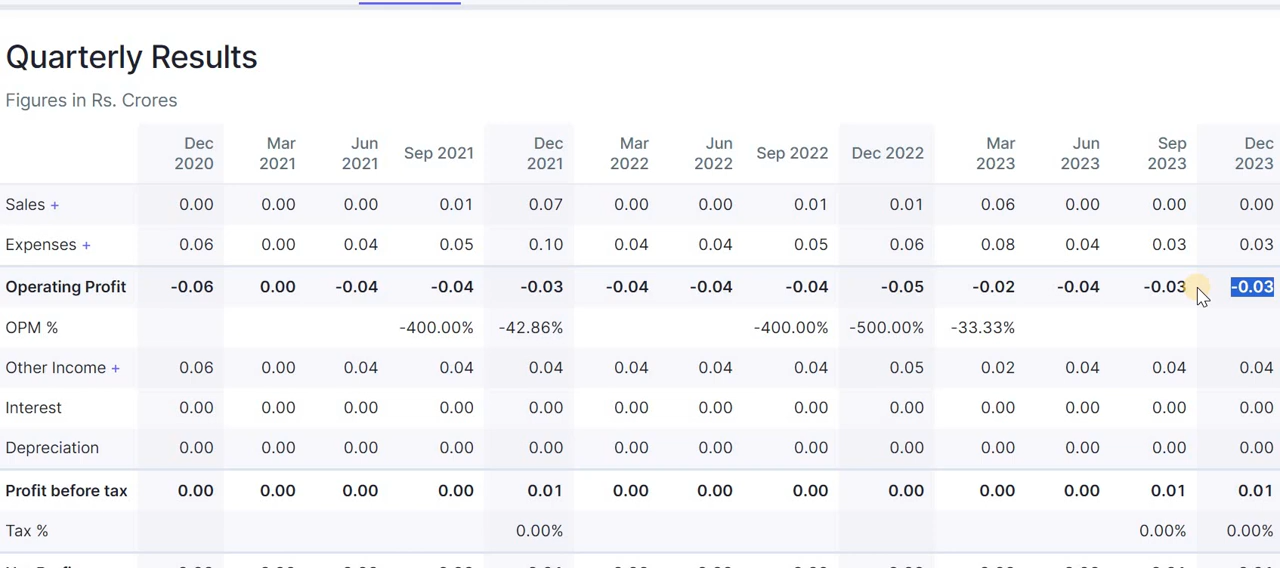 Quarterly Results
Figures in Rs. Crores
Dec 2020 Mar 2021 Jun 2021 Sep 2021 Dec 2021 Mar 2022 Jun 2022 Sep 2022 Dec 2022 Mar 2023 Jun 2023 Sep 2023 Dec 2023
Sales + 0.00 0.00 0.00 0.01 0.07 0.00 0.00 0.01 0.01 0.06 0.00 0.00 0.00
Expenses + 0.06 0.00 0.04 0.05 0.10 0.04 0.04 0.05 0.06 0.08 0.04 0.03 0.03
Operating Profit -0.06 0.00 -0.04 -0.04 -0.03 -0.04 -0.04 -0.04 -0.05 -0.02 -0.04 -0.03 -0.03
OPM % -400.00% -42.86% -400.00% -500.00% -33.33%
Other Income + 0.06 0.00 0.04 0.04 0.04 0.04 0.04 0.04 0.05 0.02 0.04 0.04 0.04
Interest 0.00 0.00 0.00 0.00 0.00 0.00 0.00 0.00 0.00 0.00 0.00 0.00 0.00
Depreciation 0.00 0.00 0.00 0.00 0.00 0.00 0.00 0.00 0.00 0.00 0.00 0.00 0.00
Profit before tax 0.00 0.00 0.00 0.00 0.01 0.00 0.00 0.00 0.00 0.00 0.00 0.01 0.01
Tax % 0.00% 0.00% 0.00%